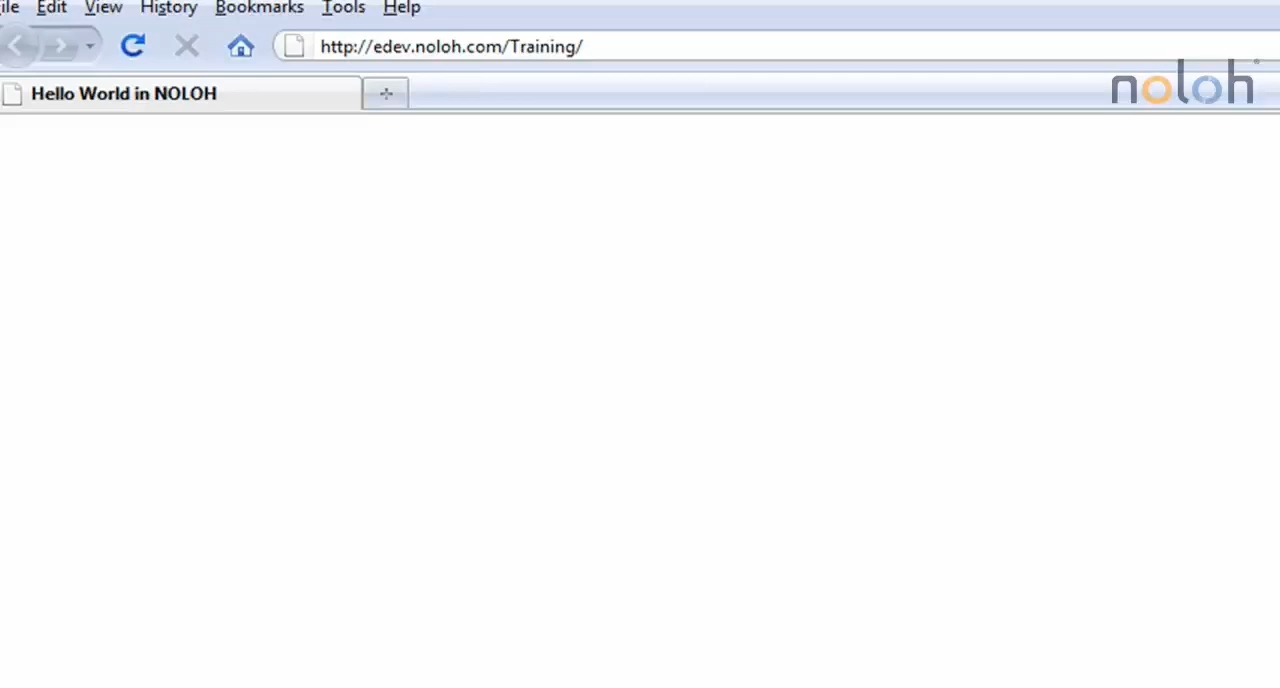 ile Edit View History Bookmarks Tools Help
http://edev.noloh.com/Training/
noloh
Hello World in NOLOH